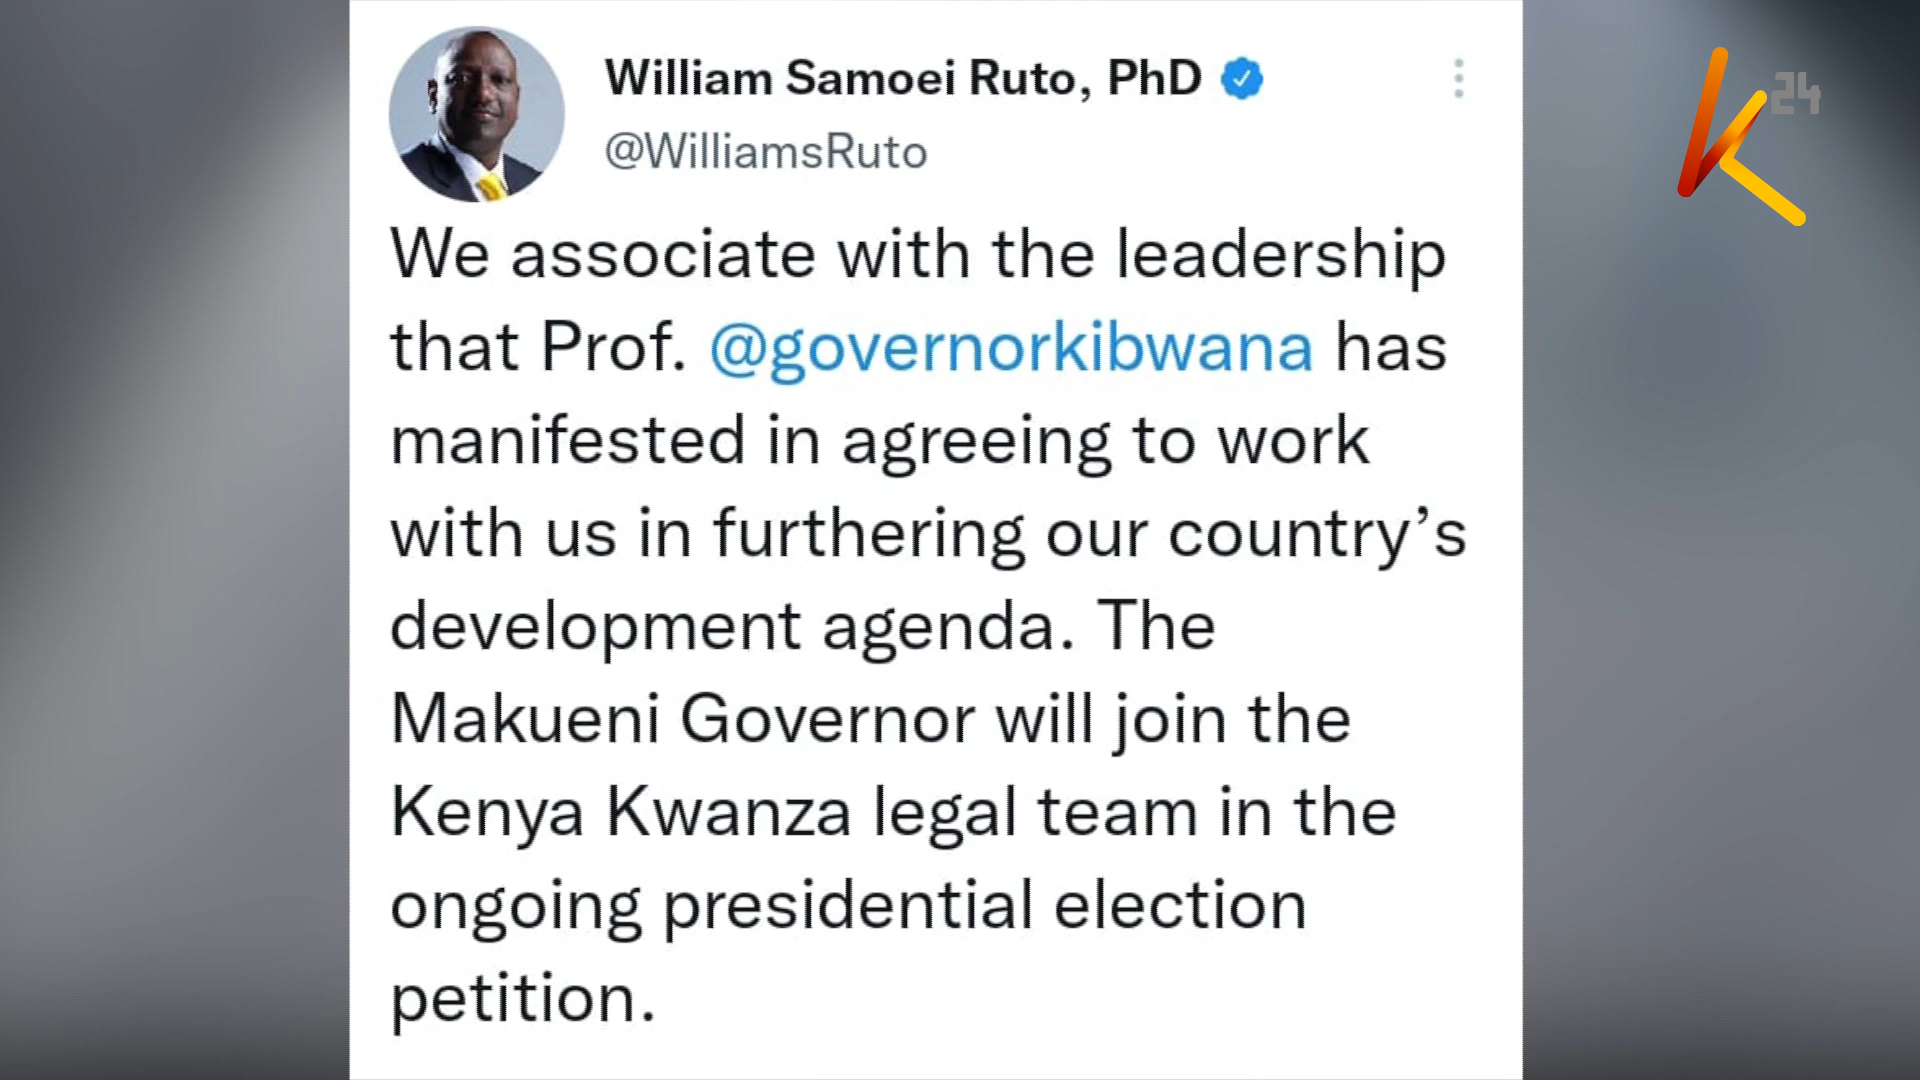 William Samoei Ruto, PhD
@WilliamsRuto
We associate with the leadership
that Prof. @governorkibwana has
manifested in agreeing to work
with us in furthering our country’s
development agenda. The
Makueni Governor will join the
Kenya Kwanza legal team in the
ongoing presidential election
petition.
K24